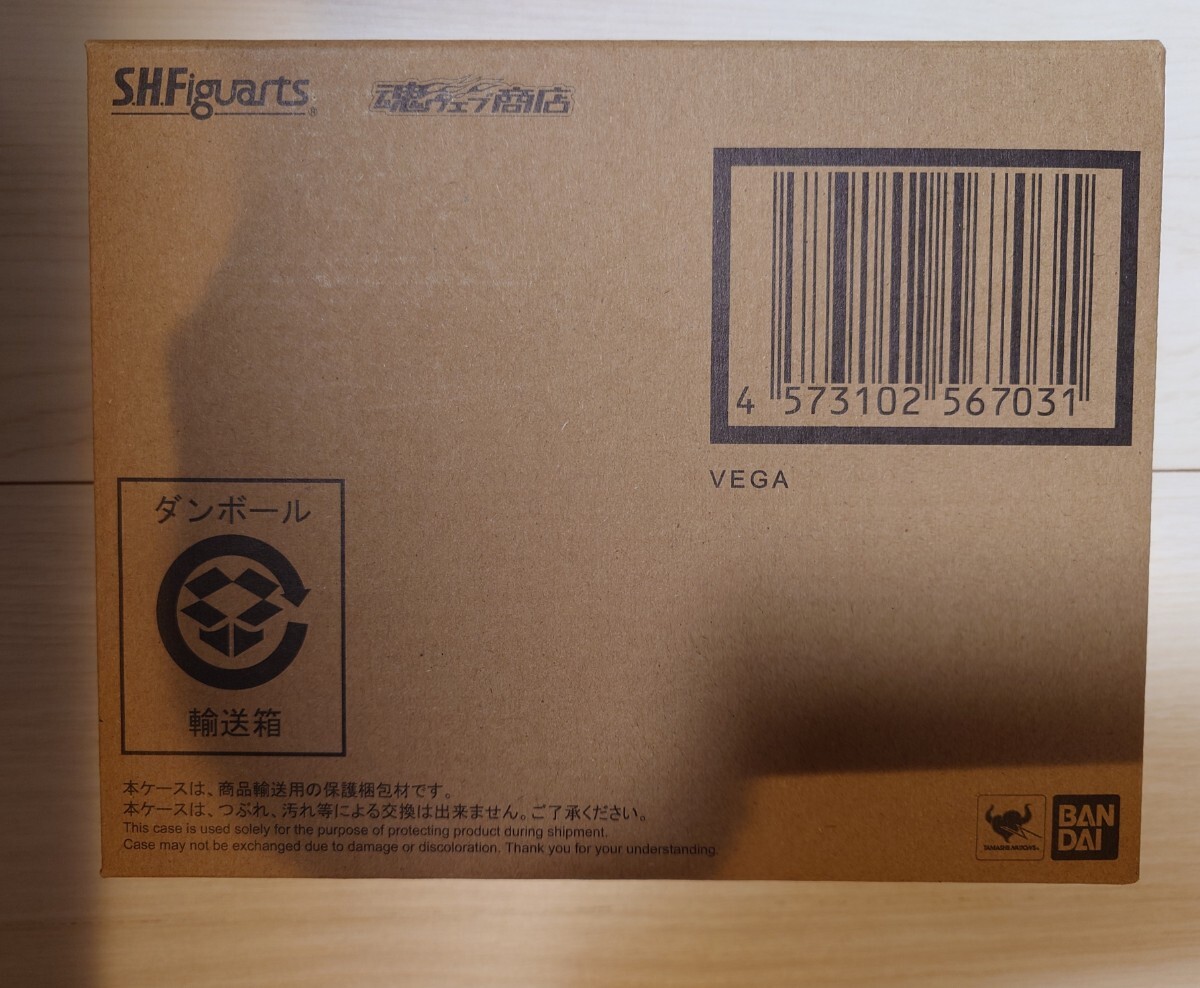 S.H.Figuarts®
魂ウェブ商店
4 573102 567031
VEGA
ダンボール
輸送箱
本ケースは、商品輸送用の保護梱包材です。
本ケースは、つぶれ、汚れ等による交換は出来ません。ご了承ください。
This case is used solely for the purpose of protecting product during shipment.
Case may not be exchanged due to damage or discoloration. Thank you for your understanding.
TAMASHII NATIONS
BAN
DAI